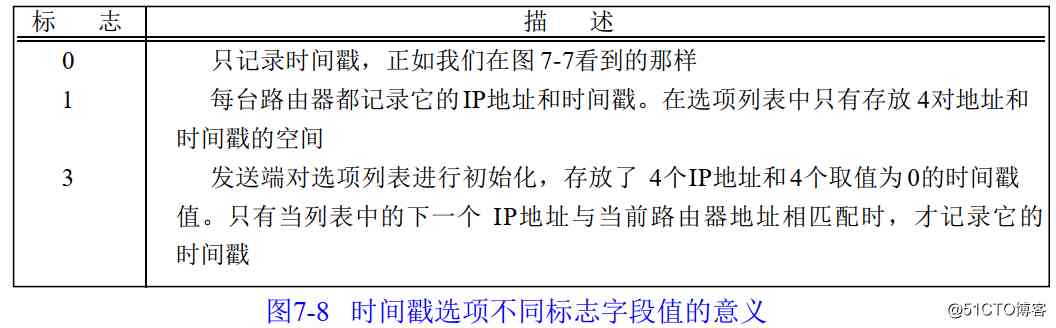 标 志 描 述
0 只记录时间戳，正如我们在图 7-7看到的那样
1 每台路由器都记录它的IP地址和时间戳。在选项列表中只有存放 4对地址和
时间戳的空间
3 发送端对选项列表进行初始化，存放了 4个IP地址和4个取值为0的时间戳
值。只有当列表中的下一个 IP地址与当前路由器地址相匹配时，才记录它的
时间戳
图7-8 时间戳选项不同标志字段值的意义
@51CTO博客